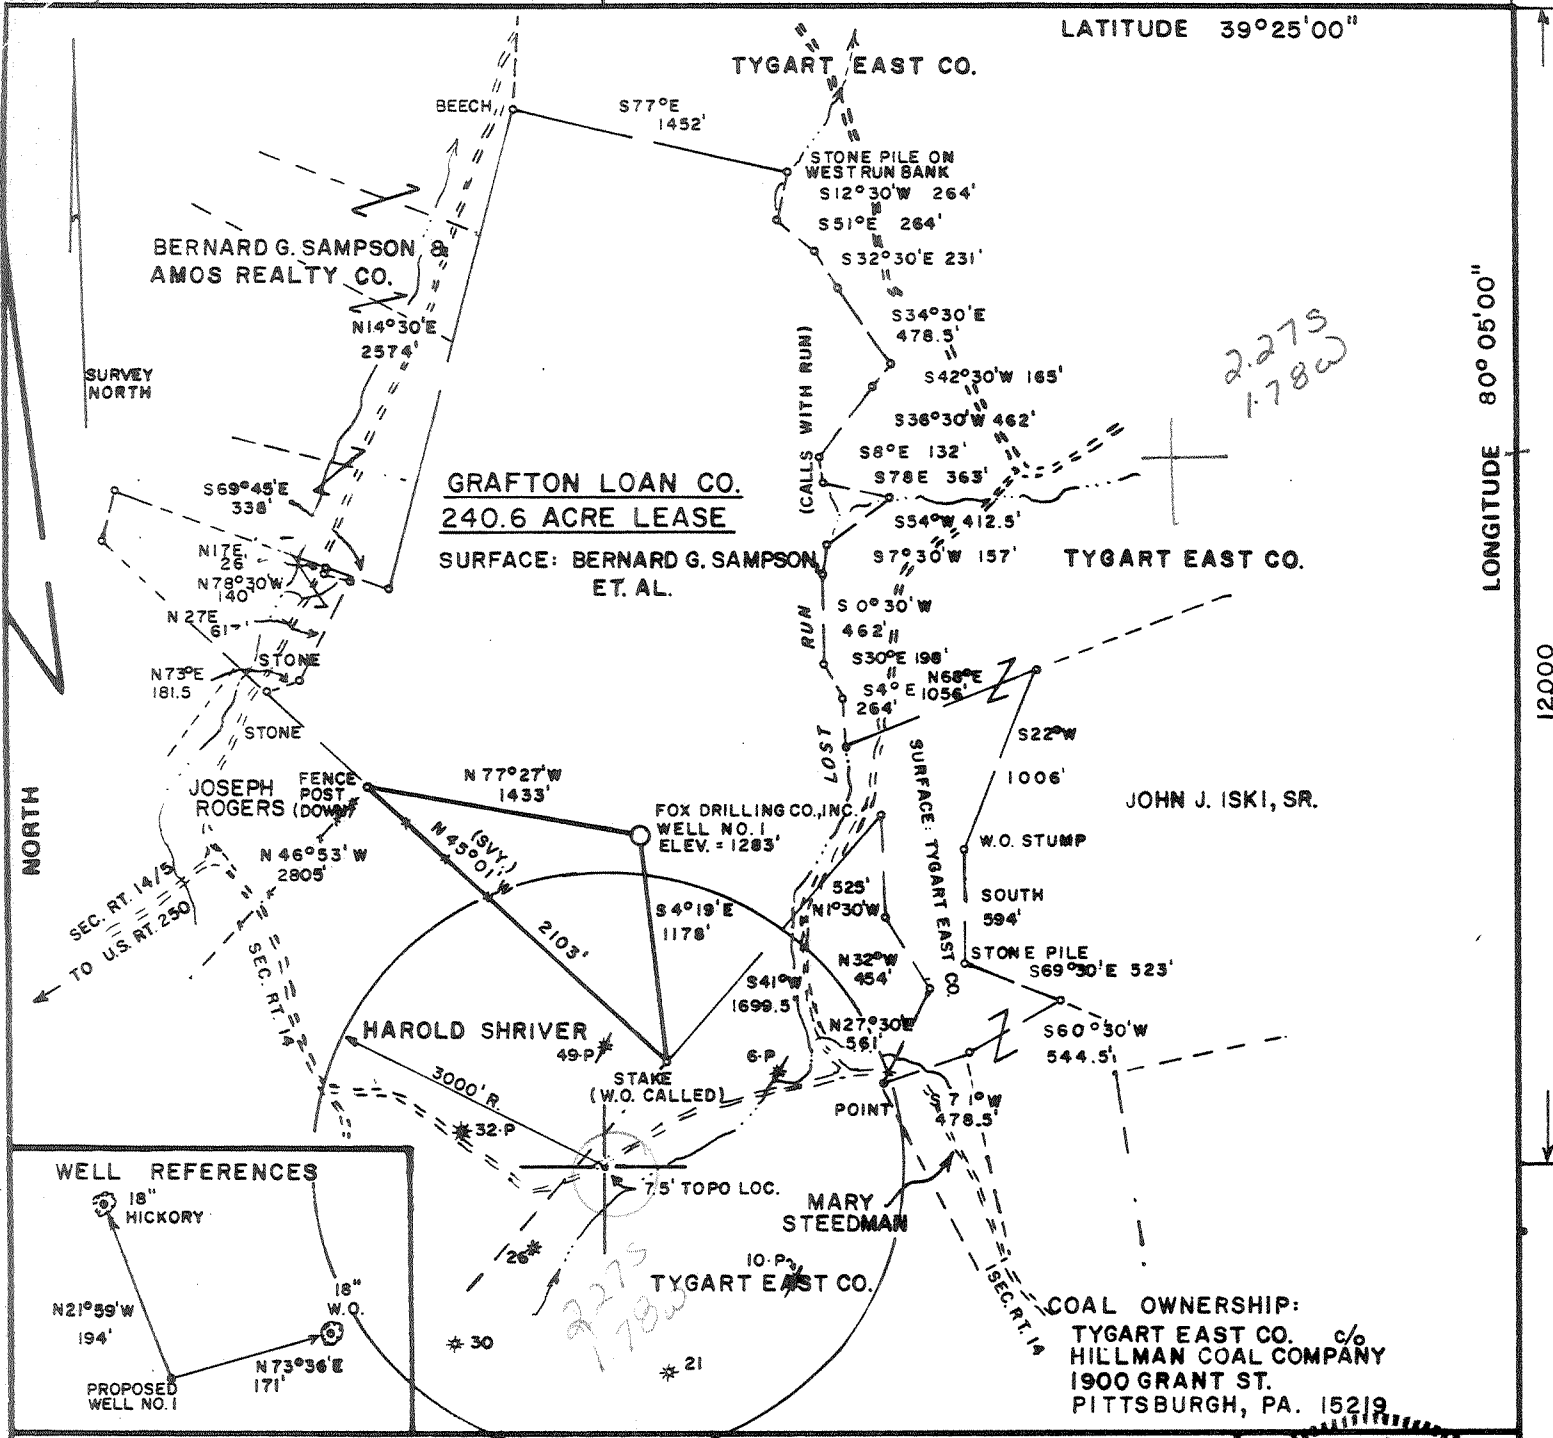 LATITUDE 39°25'00"
TYGART EAST CO.
BEECH
S77°E
1452'
STONE PILE ON
WEST RUN BANK
S12°30'W 264'
S51°E 264'
S32°30'E 231'
BERNARD G. SAMPSON &
AMOS REALTY CO.
N14°30'E
2574'
S34°30'E
478.5'
LONGITUDE 80° 05'00"
2.27S
1.78W
SURVEY
NORTH
(CALLS WITH RUN)
S42°30'W 165'
S36°30'W 462'
S8°E 132'
S78E 363'
GRAFTON LOAN CO.
240.6 ACRE LEASE
SURFACE: BERNARD G. SAMPSON
ET. AL.
S69°45'E
338'
S54°W 412.5'
S7°30'W 157'
TYGART EAST CO.
N17E
26'
&
N78°30'W
140'
N 27E
617'
S 0°30'W
462'
LOST RUN
S30°E 198'
STONE
N73°E
181.5
N68°E
1056'
S4°E
264'
STONE
S22°W
1006'
12000
NORTH
JOSEPH
ROGERS
FENCE
POST
(DOWN)
N 77°27'W
1433'
FOX DRILLING CO., INC.
WELL NO. 1
ELEV. = 1283'
SURFACE: TYGART EAST CO.
JOHN J. ISKI, SR.
N 46°53' W
2805'
(SVY.)
N45°01'W
2103'
W.O. STUMP
SEC. RT. 14/5
TO U.S. RT. 250
SEC. RT. 14
S4°19'E
1178'
525'
N1°30'W
SOUTH
594'
STONE PILE
S69°30'E 523'
N32°W
454'
S41°W
1699.5'
HAROLD SHRIVER
49-P
N27°30'E
561'
S60°30'W
544.5'
6-P
3000' R.
STAKE
(W.O. CALLED)
POINT
S 71°W
478.5'
32-P
7.5' TOPO LOC.
MARY
STEEDMAN
WELL REFERENCES
18"
HICKORY
18"
W.O.
N21°59'W
194'
N73°36'E
171'
PROPOSED
WELL NO. 1
26
10-P
TYGART EAST CO.
2.27S
1.78W
30
21
SEC. RT. 14
COAL OWNERSHIP:
TYGART EAST CO. c/o
HILLMAN COAL COMPANY
1900 GRANT ST.
PITTSBURGH, PA. 15219